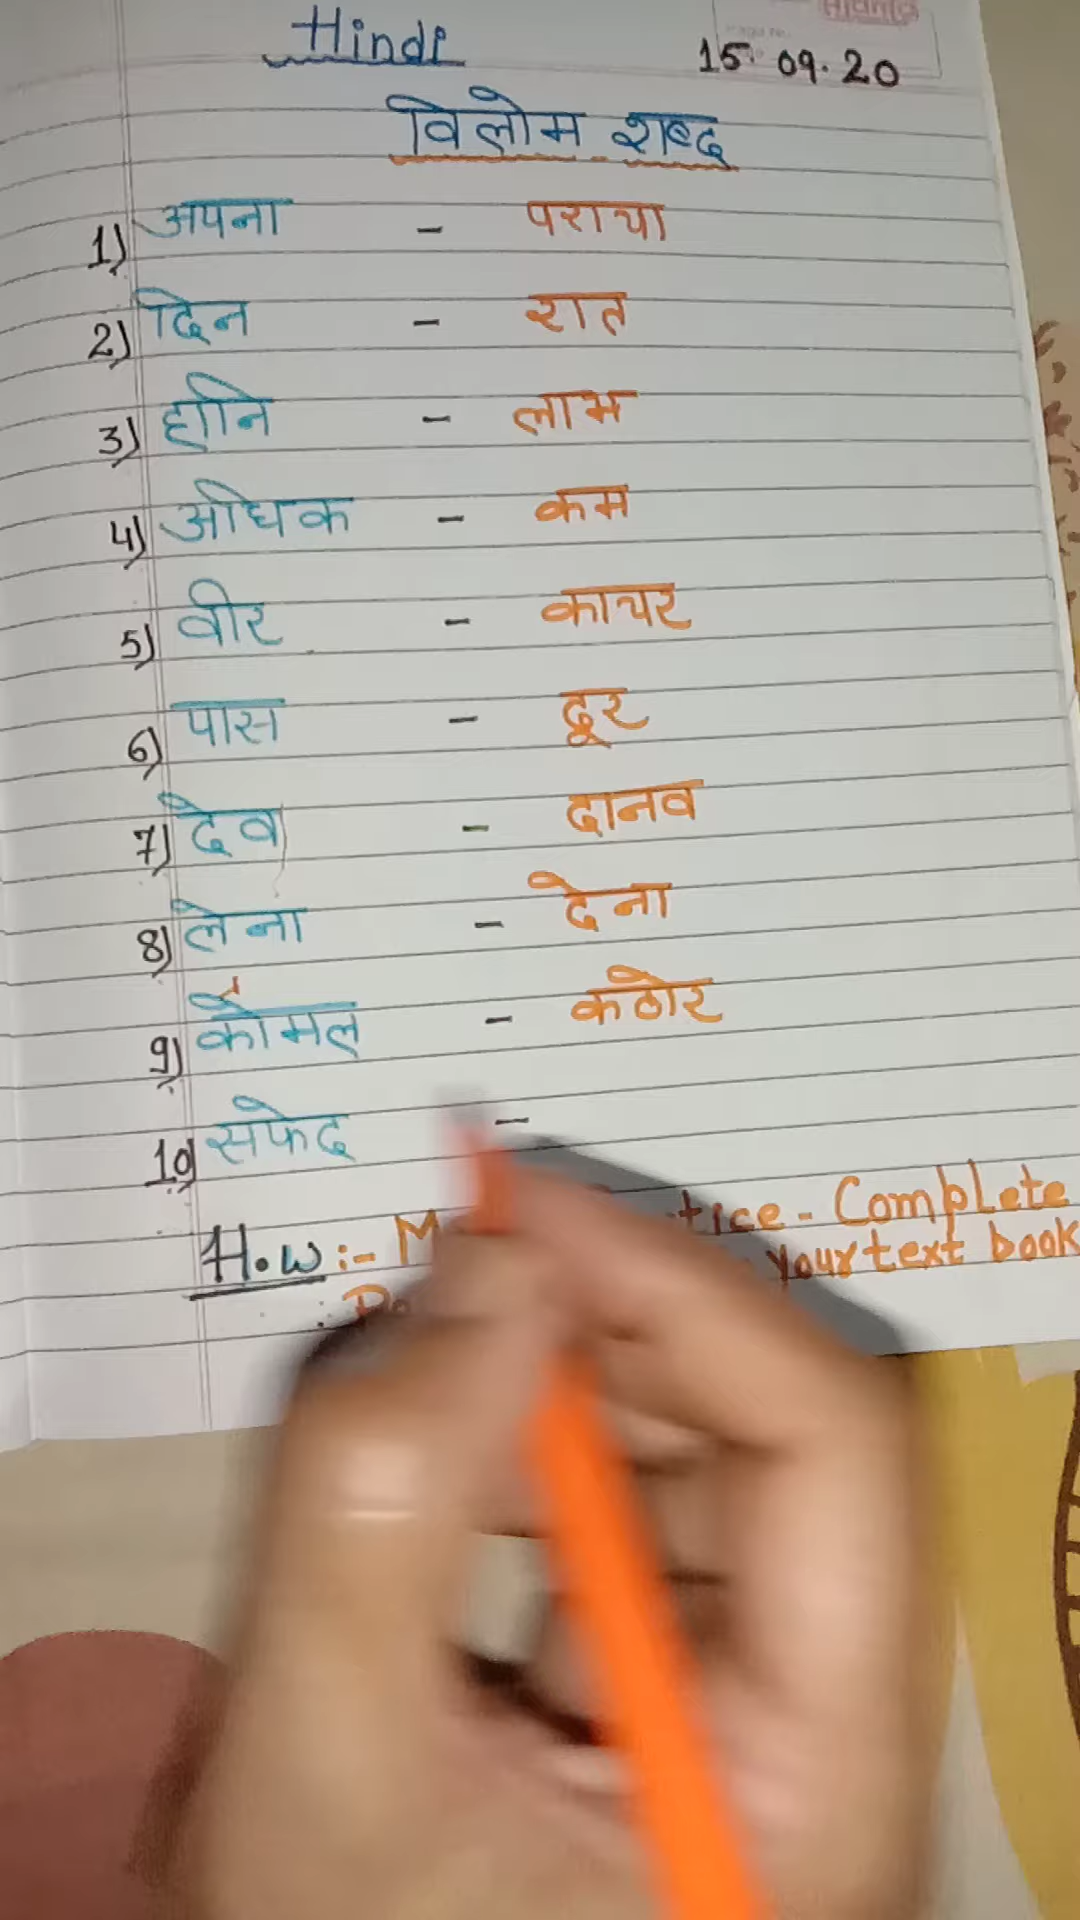 Hindi
15.09.20
विलोम शब्द
1) अपना - पराया
2) दिन - रात
3) हानि - लाभ
4) अधिक - कम
5) वीर - कायर
6) पास - दूर
7) देव - दानव
8) लेना - देना
9) कोमल - कठोर
10) सफेद -
H.W :- Complete
your text book